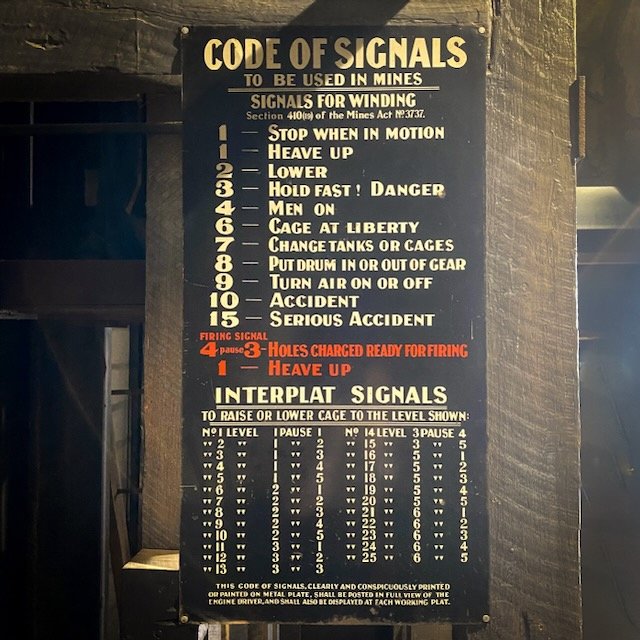 CODE OF SIGNALS
TO BE USED IN MINES
SIGNALS FOR WINDING
Section 410(19) of the Mines Act Nº 3737.
1 — STOP WHEN IN MOTION
1 — HEAVE UP
2 — LOWER
3 — HOLD FAST! DANGER
4 — MEN ON
6 — CAGE AT LIBERTY
7 — CHANGE TANKS OR CAGES
8 — PUT DRUM IN OR OUT OF GEAR
9 — TURN AIR ON OR OFF
10 — ACCIDENT
15 — SERIOUS ACCIDENT
FIRING SIGNAL
4 pause 3 - HOLES CHARGED READY FOR FIRING
1 — HEAVE UP
INTERPLAT SIGNALS
TO RAISE OR LOWER CAGE TO THE LEVEL SHOWN:
Nº 1 LEVEL 1 PAUSE 1 Nº 14 LEVEL 3 PAUSE 4
" 2 " 1 " 2 " 15 " 3 " 5
" 3 " 1 " 3 " 16 " 5 " 1
" 4 " 1 " 4 " 17 " 5 " 2
" 5 " 1 " 5 " 18 " 5 " 3
" 6 " 2 " 1 " 19 " 5 " 4
" 7 " 2 " 2 " 20 " 5 " 5
" 8 " 2 " 3 " 21 " 6 " 1
" 9 " 2 " 4 " 22 " 6 " 2
" 10 " 2 " 5 " 23 " 6 " 3
" 11 " 3 " 1 " 24 " 6 " 4
" 12 " 3 " 2 " 25 " 6 " 5
" 13 " 3 " 3
THIS CODE OF SIGNALS, CLEARLY AND CONSPICUOUSLY PRINTED
OR PAINTED ON METAL PLATE, SHALL BE POSTED IN FULL VIEW OF THE
ENGINE DRIVER, AND SHALL ALSO BE DISPLAYED AT EACH WORKING PLAT.